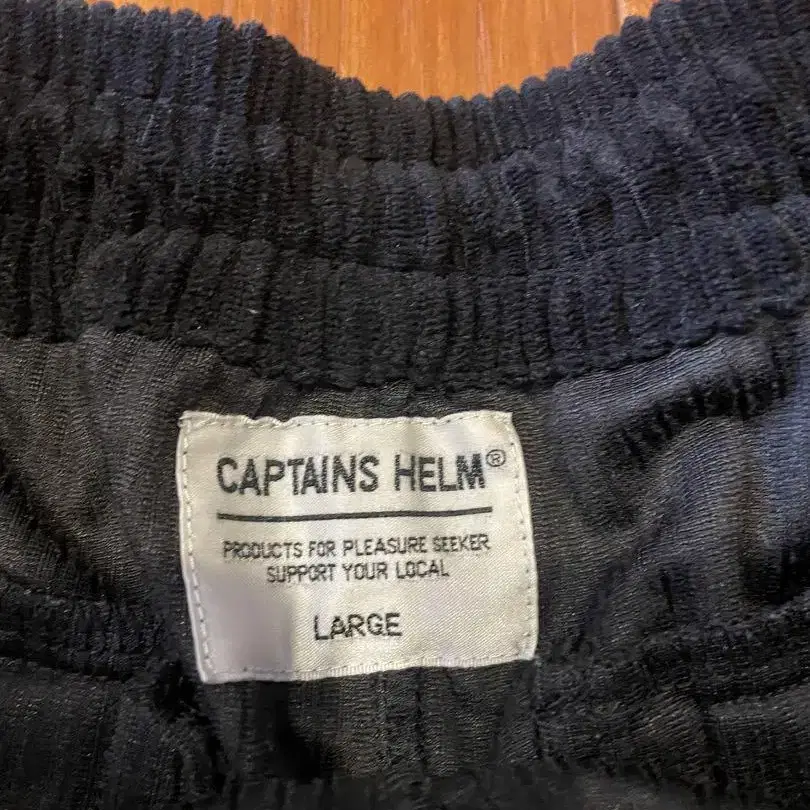 CAPTAINS HELM®
PRODUCTS FOR PLEASURE SEEKER
SUPPORT YOUR LOCAL
LARGE